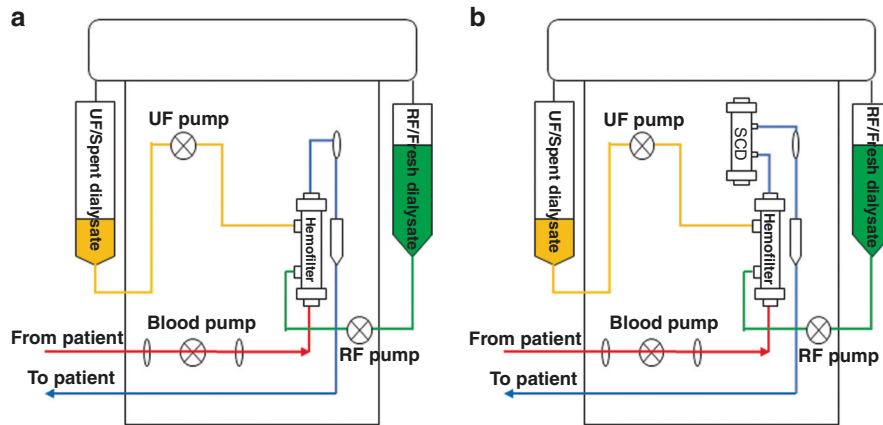 a
UF/Spent dialysate
UF pump
RF/Fresh dialysate
Hemofilter
From patient
Blood pump
RF pump
To patient
b
UF/Spent dialysate
UF pump
SCD
RF/Fresh dialysate
Hemofilter
From patient
Blood pump
RF pump
To patient